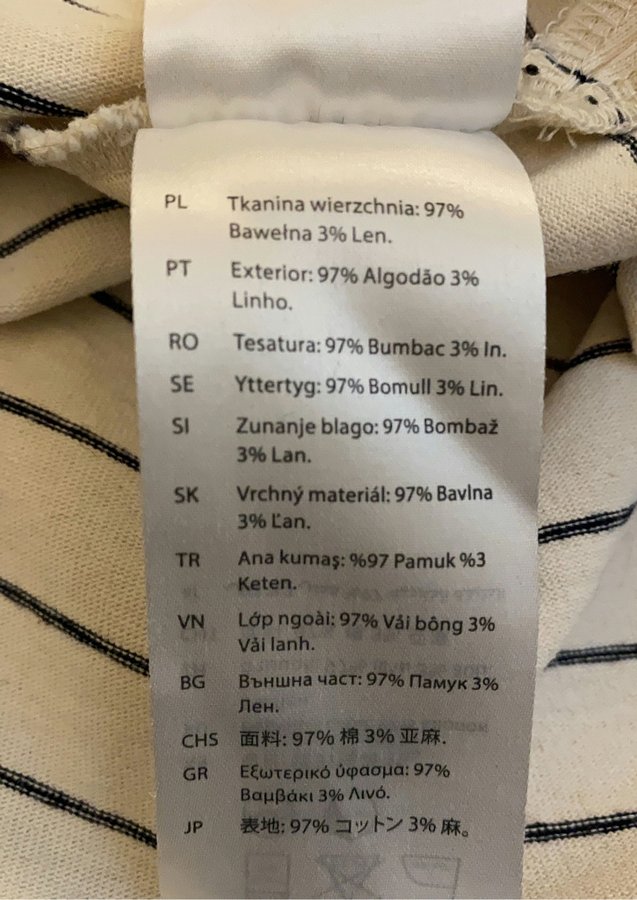 PL Tkanina wierzchnia: 97%
Bawełna 3% Len.
PT Exterior: 97% Algodão 3%
Linho.
RO Tesatura: 97% Bumbac 3% In.
SE Yttertyg: 97% Bomull 3% Lin.
SI Zunanje blago: 97% Bombaž
3% Lan.
SK Vrchný materiál: 97% Bavlna
3% Ľan.
TR Ana kumaş: %97 Pamuk %3
Keten.
VN Lớp ngoài: 97% Vải bông 3%
Vải lanh.
BG Външна част: 97% Памук 3%
Лен.
CHS 面料: 97% 棉 3% 亚麻.
GR Εξωτερικό ύφασμα: 97%
Βαμβάκι 3% Λινό.
JP 表地: 97% コットン 3% 麻。